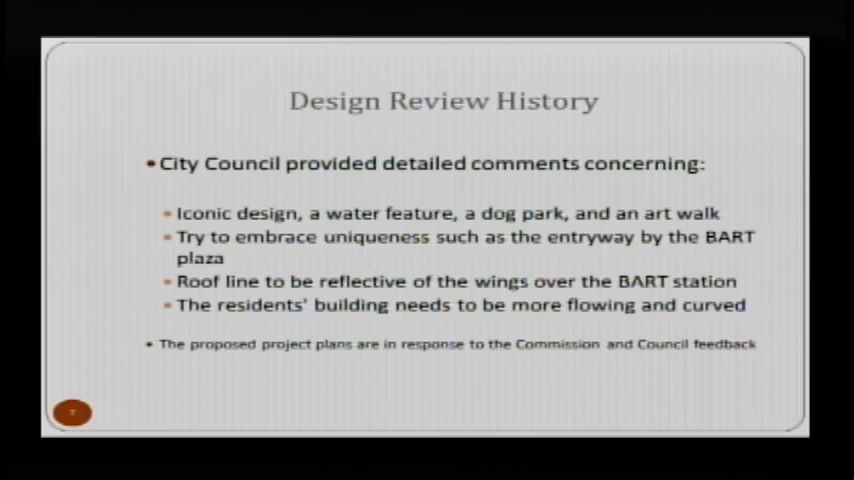 Design Review History
•City Council provided detailed comments concerning:
• Iconic design, a water feature, a dog park, and an art walk
• Try to embrace uniqueness such as the entryway by the BART
plaza
• Roof line to be reflective of the wings over the BART station
• The residents' building needs to be more flowing and curved
• The proposed project plans are in response to the Commission and Council feedback
7